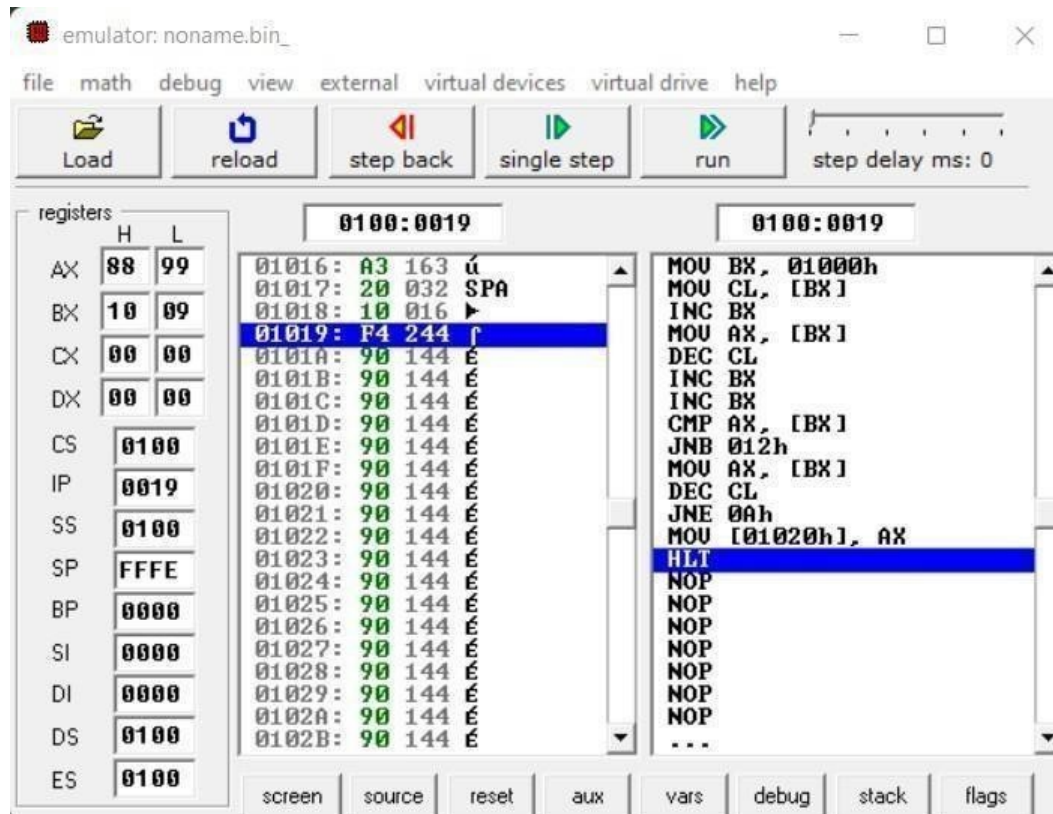 emulator: noname.bin_
file math debug view external virtual devices virtual drive help
Load reload step back single step run step delay ms: 0
registers
H L
AX 88 99
BX 10 09
CX 00 00
DX 00 00
CS 0100
IP 0019
SS 0100
SP FFFE
BP 0000
SI 0000
DI 0000
DS 0100
ES 0100
0100:0019
01016: A3 163 ú
01017: 20 032 SPA
01018: 10 016 ►
01019: F4 244 ⌠
0101A: 90 144 É
0101B: 90 144 É
0101C: 90 144 É
0101D: 90 144 É
0101E: 90 144 É
0101F: 90 144 É
01020: 90 144 É
01021: 90 144 É
01022: 90 144 É
01023: 90 144 É
01024: 90 144 É
01025: 90 144 É
01026: 90 144 É
01027: 90 144 É
01028: 90 144 É
01029: 90 144 É
0102A: 90 144 É
0102B: 90 144 É
0100:0019
MOV BX, 01000h
MOV CL, [BX]
INC BX
MOV AX, [BX]
DEC CL
INC BX
INC BX
CMP AX, [BX]
JNB 012h
MOV AX, [BX]
DEC CL
JNE 0Ah
MOV [01020h], AX
HLT
NOP
NOP
NOP
NOP
NOP
NOP
NOP
...
screen source reset aux vars debug stack flags